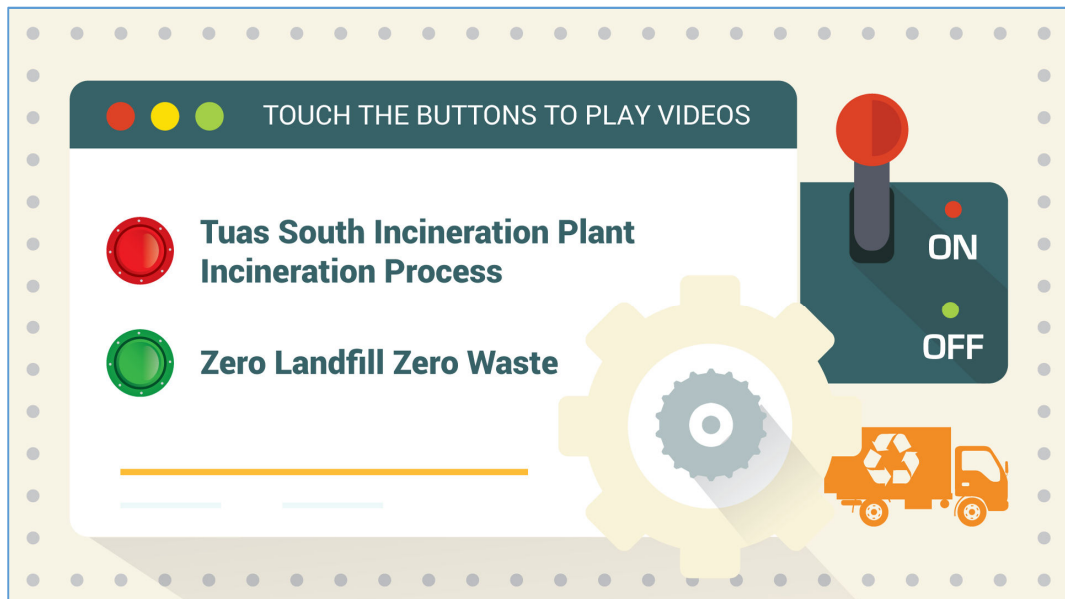 TOUCH THE BUTTONS TO PLAY VIDEOS
Tuas South Incineration Plant
Incineration Process
Zero Landfill Zero Waste
ON
OFF